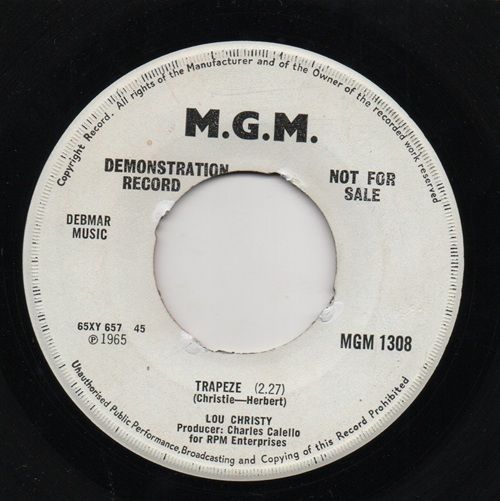 Copyright Record. All rights of the Manufacturer and of the Owner of the recorded work reserved
M.G.M.
DEMONSTRATION
RECORD
NOT FOR
SALE
DEBMAR
MUSIC
65XY 657 45
℗ 1965
MGM 1308
TRAPEZE (2.27)
(Christie—Herbert)
LOU CHRISTY
Producer: Charles Calello
for RPM Enterprises
Unauthorised Public Performance, Broadcasting and Copying of this Record Prohibited